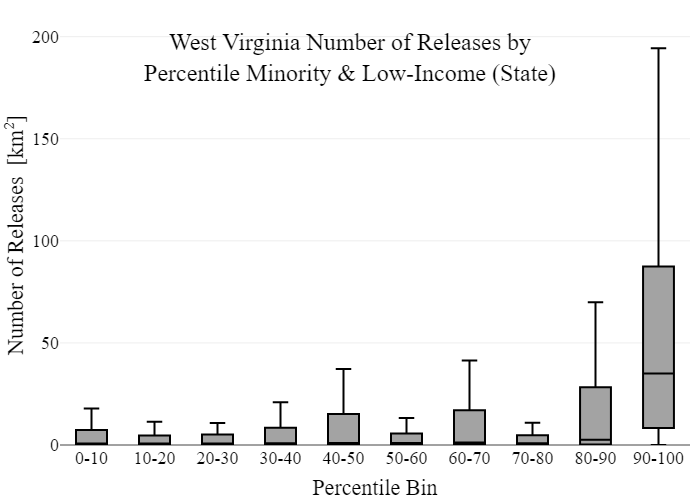 West Virginia Number of Releases by
Percentile Minority & Low-Income (State)
Number of Releases [km²]
200
150
100
50
0
0-10 10-20 20-30 30-40 40-50 50-60 60-70 70-80 80-90 90-100
Percentile Bin